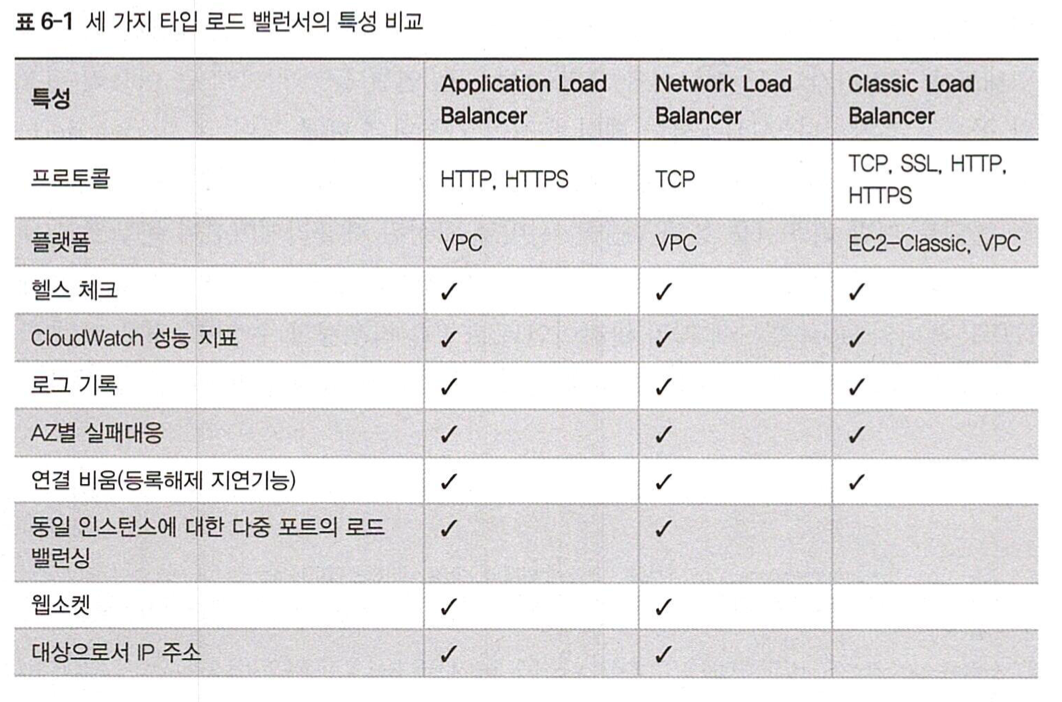 표 6-1 세 가지 타입 로드 밸런서의 특성 비교
특성 Application Load Balancer Network Load Balancer Classic Load Balancer
프로토콜 HTTP, HTTPS TCP TCP, SSL, HTTP, HTTPS
플랫폼 VPC VPC EC2-Classic, VPC
헬스 체크 ✓ ✓ ✓
CloudWatch 성능 지표 ✓ ✓ ✓
로그 기록 ✓ ✓ ✓
AZ별 실패대응 ✓ ✓ ✓
연결 비움(등록해제 지연기능) ✓ ✓ ✓
동일 인스턴스에 대한 다중 포트의 로드 밸런싱 ✓ ✓
웹소켓 ✓ ✓
대상으로서 IP 주소 ✓ ✓